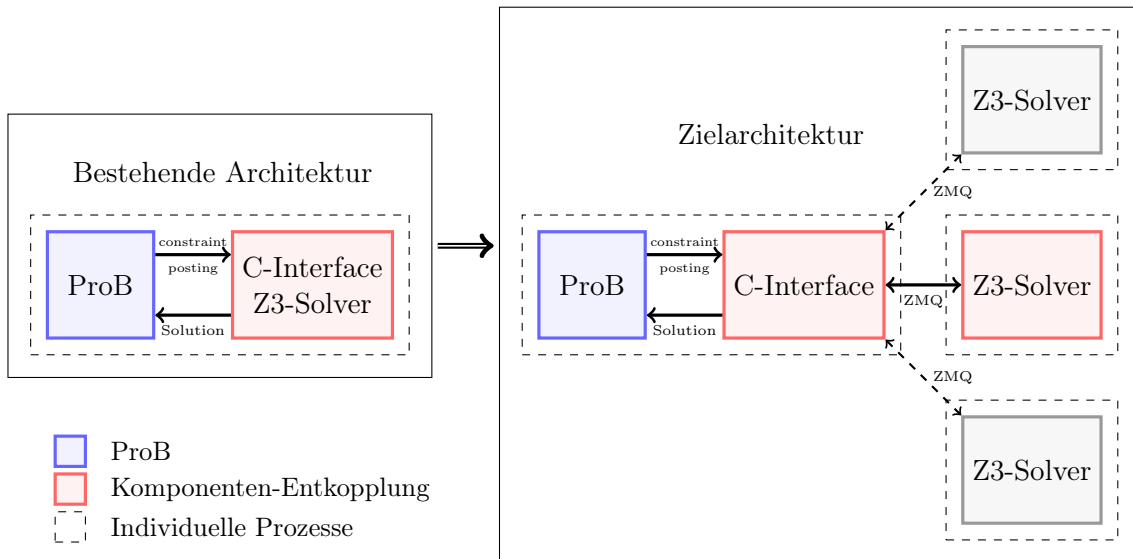 Bestehende Architektur
ProB
constraint
posting
Solution
C-Interface
Z3-Solver
ProB
Komponenten-Entkopplung
Individuelle Prozesse
Zielarchitektur
ProB
constraint
posting
Solution
C-Interface
ZMQ
ZMQ
ZMQ
Z3-Solver
Z3-Solver
Z3-Solver